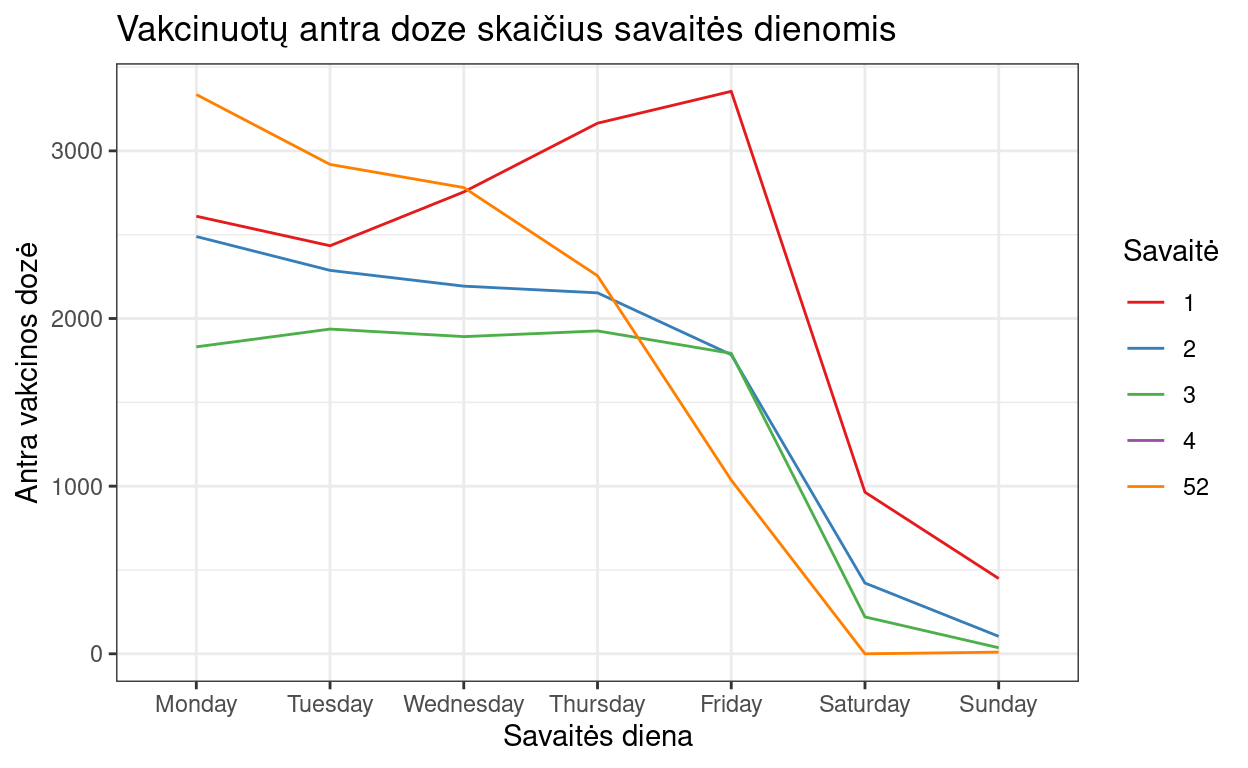 Vakcinuotų antra doze skaičius savaitės dienomis
Antra vakcinos dozė
3000
2000
1000
0
Monday Tuesday Wednesday Thursday Friday Saturday Sunday
Savaitės diena
Savaitė
1
2
3
4
52